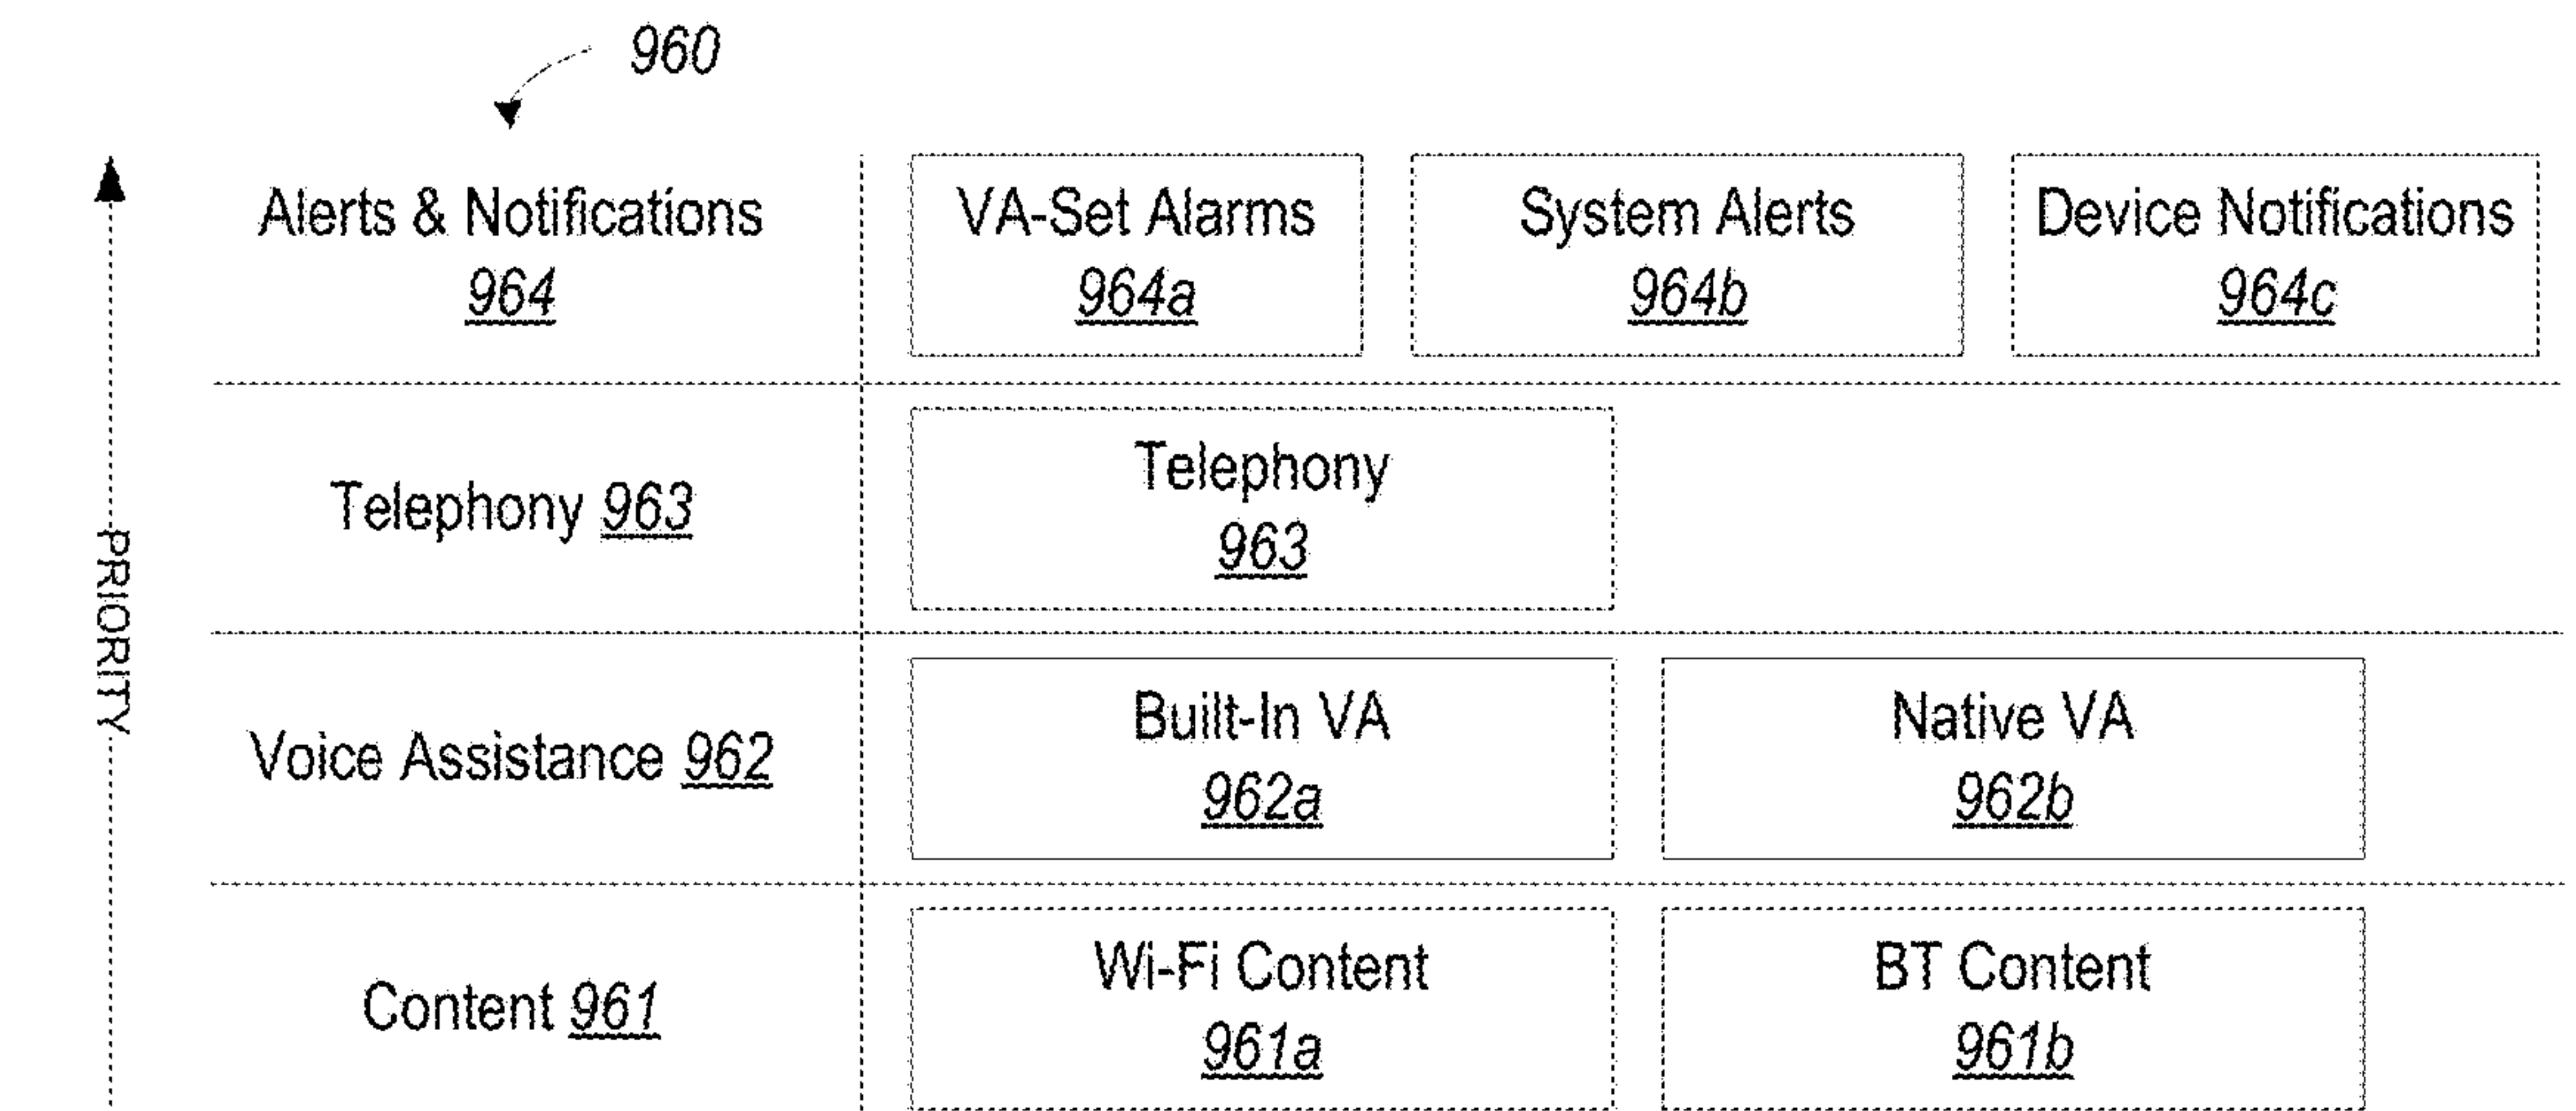 960
Alerts & Notifications
964
VA-Set Alarms
964a
System Alerts
964b
Device Notifications
964c
Telephony 963
Telephony
963
PRIORITY
Voice Assistance 962
Built-In VA
962a
Native VA
962b
Content 961
Wi-Fi Content
961a
BT Content
961b